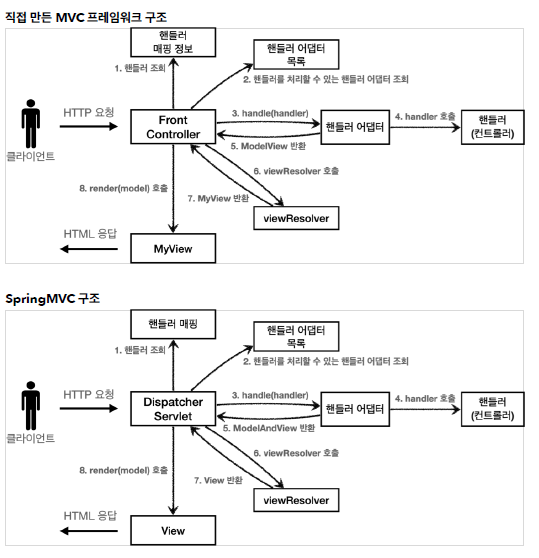 직접 만든 MVC 프레임워크 구조
핸들러
매핑 정보
핸들러 어댑터
목록
1. 핸들러 조회
2. 핸들러를 처리할 수 있는 핸들러 어댑터 조회
HTTP 요청
Front
Controller
3. handle(handler)
핸들러 어댑터
4. handler 호출
핸들러
(컨트롤러)
5. ModelView 반환
클라이언트
6. viewResolver 호출
8. render(model) 호출
7. MyView 반환
viewResolver
HTML 응답
MyView
SpringMVC 구조
핸들러 매핑
핸들러 어댑터
목록
1. 핸들러 조회
2. 핸들러를 처리할 수 있는 핸들러 어댑터 조회
HTTP 요청
Dispatcher
Servlet
3. handle(handler)
핸들러 어댑터
4. handler 호출
핸들러
(컨트롤러)
5. ModelAndView 반환
클라이언트
6. viewResolver 호출
8. render(model) 호출
7. View 반환
viewResolver
HTML 응답
View